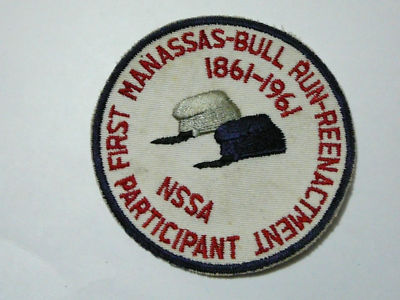 FIRST MANASSAS-BULL RUN-REENACTMENT
1861-1961
NSSA
PARTICIPANT